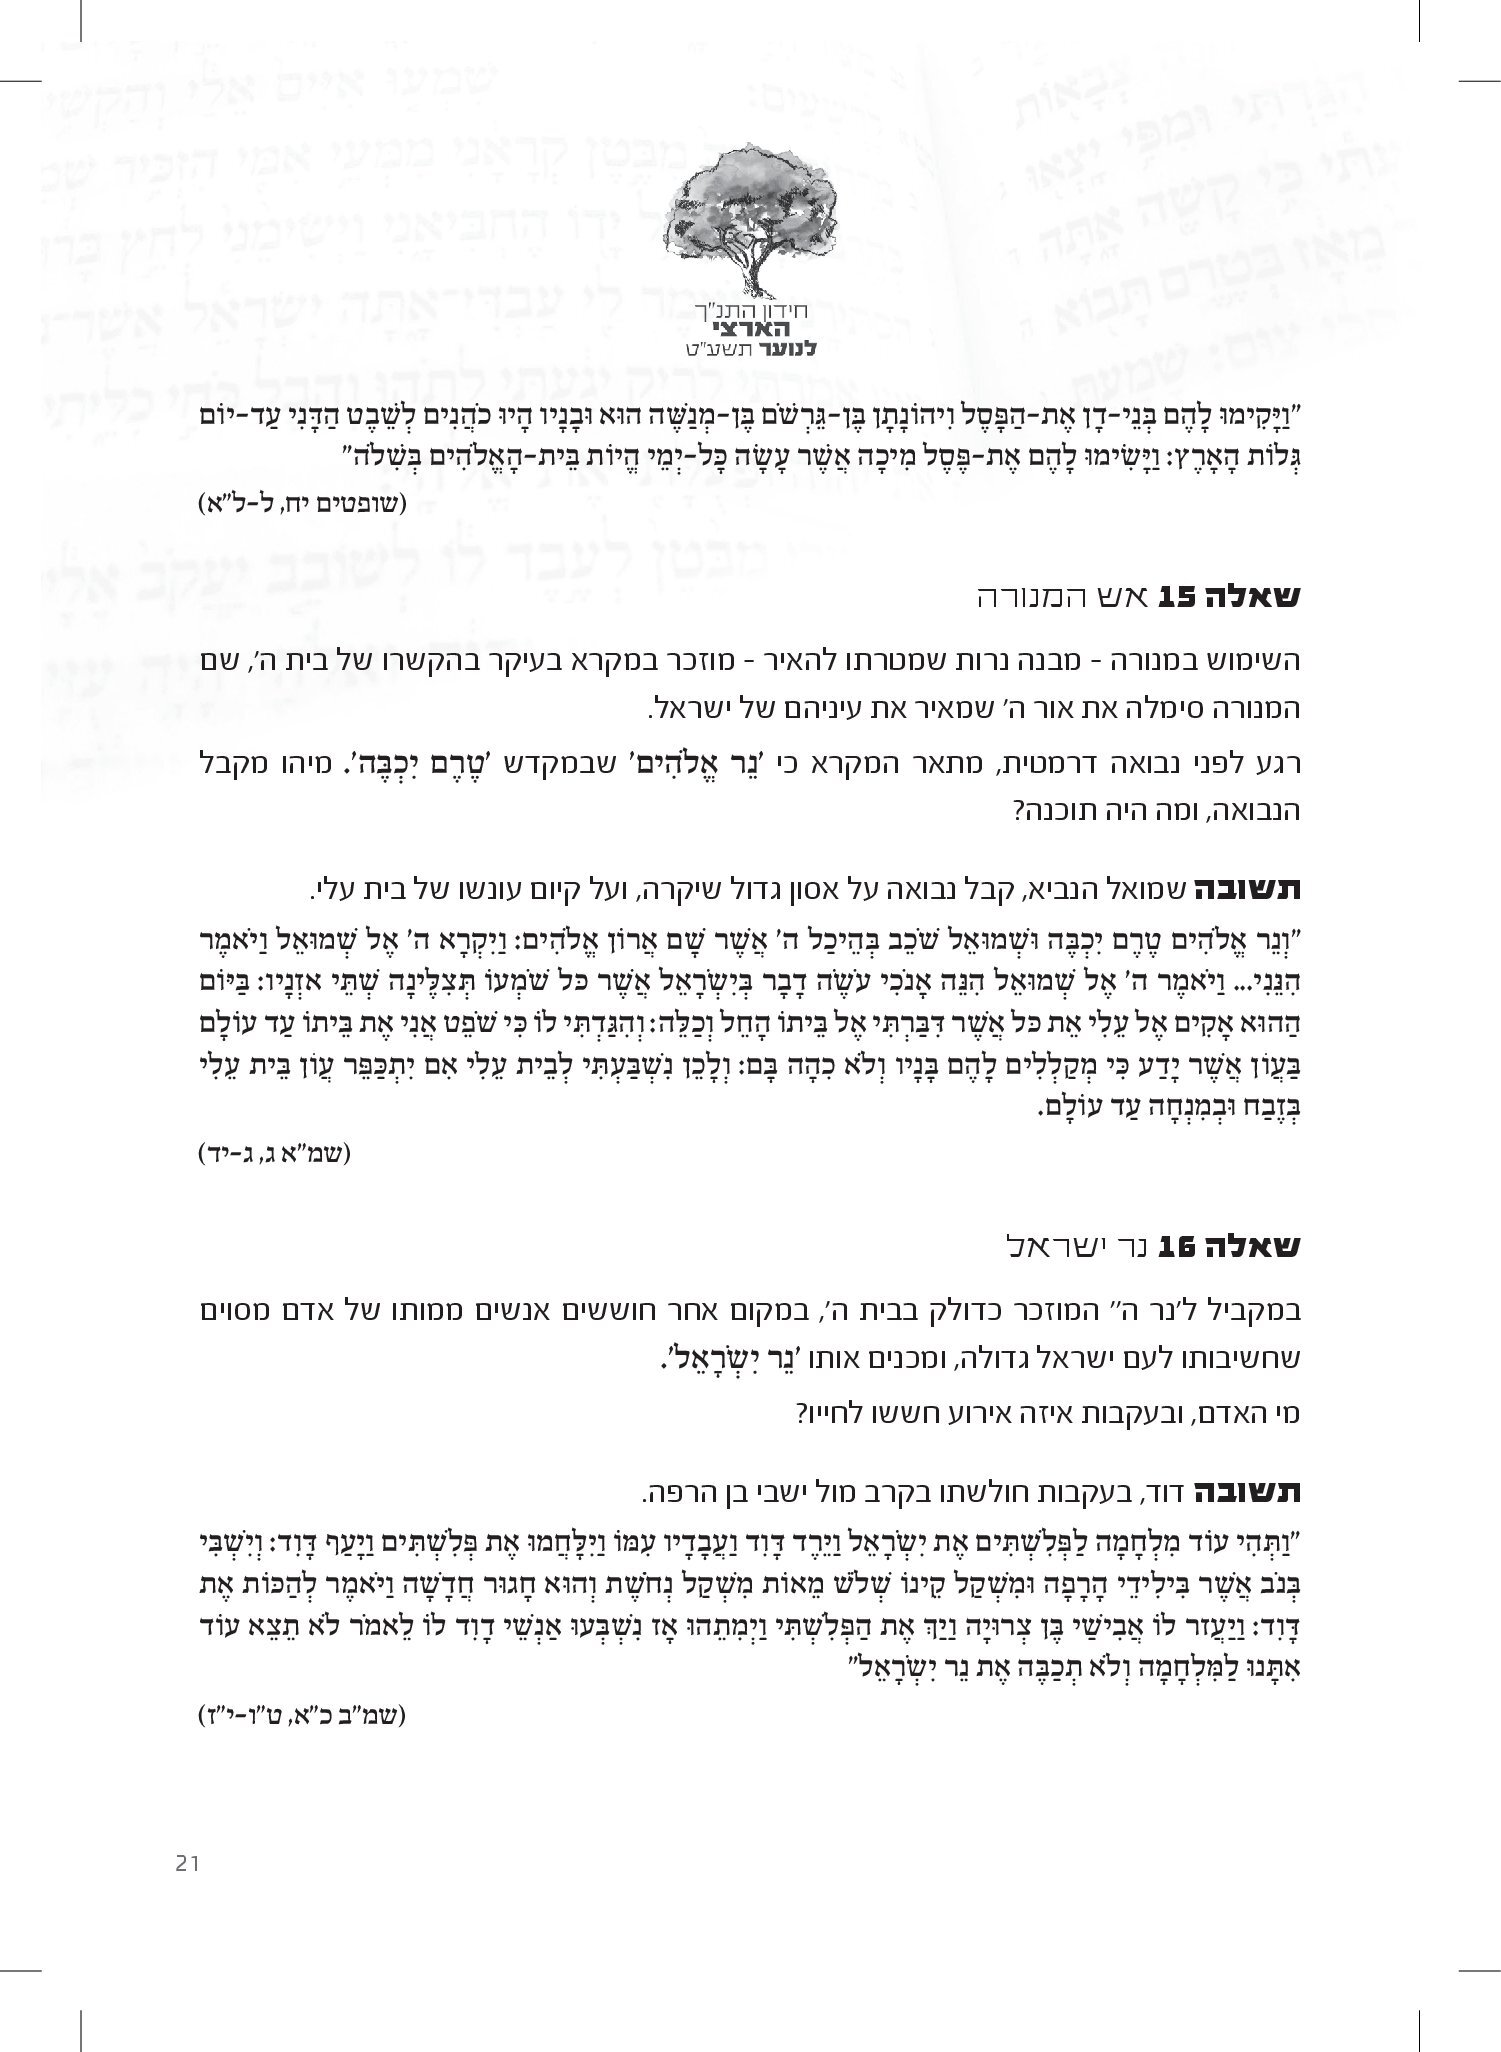 חידון התנ"ך
הארצי
לנוער תשע"ט
"וַיָּקִימוּ לָהֶם בְּנֵי-דָן אֶת-הַפָּסֶל וִיהוֹנָתָן בֶּן-גֵּרְשֹׁם בֶּן-מְנַשֶּׁה הוּא וּבָנָיו הָיוּ כֹהֲנִים לְשֵׁבֶט הַדָּנִי עַד-יוֹם
גְּלוֹת הָאָרֶץ: וַיָּשִׂימוּ לָהֶם אֶת-פֶּסֶל מִיכָה אֲשֶׁר עָשָׂה כָּל-יְמֵי הֱיוֹת בֵּית-הָאֱלֹהִים בְּשִׁלֹה"
(שופטים יח, ל-ל"א)
שאלה 15 אש המנורה
השימוש במנורה - מבנה נרות שמטרתו להאיר - מוזכר במקרא בעיקר בהקשרו של בית ה', שם
המנורה סימלה את אור ה' שמאיר את עיניהם של ישראל.
רגע לפני נבואה דרמטית, מתאר המקרא כי 'נֵר אֱלֹהִים' שבמקדש 'טֶרֶם יִכְבֶּה'. מיהו מקבל
הנבואה, ומה היה תוכנה?
תשובה שמואל הנביא, קבל נבואה על אסון גדול שיקרה, ועל קיום עונשו של בית עלי.
"וְנֵר אֱלֹהִים טֶרֶם יִכְבֶּה וּשְׁמוּאֵל שֹׁכֵב בְּהֵיכַל ה' אֲשֶׁר שָׁם אֲרוֹן אֱלֹהִים: וַיִּקְרָא ה' אֶל שְׁמוּאֵל וַיֹּאמֶר
הִנֵּנִי... וַיֹּאמֶר ה' אֶל שְׁמוּאֵל הִנֵּה אָנֹכִי עֹשֶׂה דָבָר בְּיִשְׂרָאֵל אֲשֶׁר כל שֹׁמְעוֹ תְּצִלֶּינָה שְׁתֵּי אזְנָיו: בַּיּוֹם
הַהוּא אָקִים אֶל עֵלִי אֵת כל אֲשֶׁר דִּבַּרְתִּי אֶל בֵּיתוֹ הָחֵל וְכַלֵּה: וְהִגַּדְתִּי לוֹ כִּי שֹׁפֵט אֲנִי אֶת בֵּיתוֹ עַד עוֹלָם
בַּעֲוֹן אֲשֶׁר יָדַע כִּי מְקַלְלִים לָהֶם בָּנָיו וְלֹא כִהָה בָּם: וְלָכֵן נִשְׁבַּעְתִּי לְבֵית עֵלִי אִם יִתְכַּפֵּר עֲוֹן בֵּית עֵלִי
בְּזֶבַח וּבְמִנְחָה עַד עוֹלָם.
(שמ"א ג, ג-יד)
שאלה 16 נר ישראל
במקביל ל'נר ה'' המוזכר כדולק בבית ה', במקום אחר חוששים אנשים ממותו של אדם מסוים
שחשיבותו לעם ישראל גדולה, ומכנים אותו 'נֵר יִשְׂרָאֵל'.
מי האדם, ובעקבות איזה אירוע חששו לחייו?
תשובה דוד, בעקבות חולשתו בקרב מול ישבי בן הרפה.
"וַתְּהִי עוֹד מִלְחָמָה לַפְּלִשְׁתִּים אֶת יִשְׂרָאֵל וַיֵּרֶד דָּוִד וַעֲבָדָיו עִמּוֹ וַיִּלָּחֲמוּ אֶת פְּלִשְׁתִּים וַיָּעַף דָּוִד: וְיִשְׁבִּי
בְּנֹב אֲשֶׁר בִּילִידֵי הָרָפָה וּמִשְׁקַל קֵינוֹ שְׁלֹשׁ מֵאוֹת מִשְׁקַל נְחֹשֶׁת וְהוּא חָגוּר חֲדָשָׁה וַיֹּאמֶר לְהַכּוֹת אֶת
דָּוִד: וַיַּעֲזר לוֹ אֲבִישַׁי בֶּן צְרוּיָה וַיַּךְ אֶת הַפְּלִשְׁתִּי וַיְמִתֵהוּ אָז נִשְׁבְּעוּ אַנְשֵׁי דָוִד לוֹ לֵאמֹר לֹא תֵצֵא עוֹד
אִתָּנוּ לַמִּלְחָמָה וְלֹא תְכַבֶּה אֶת נֵר יִשְׂרָאֵל"
(שמ"ב כ"א, ט"ו-י"ז)
21